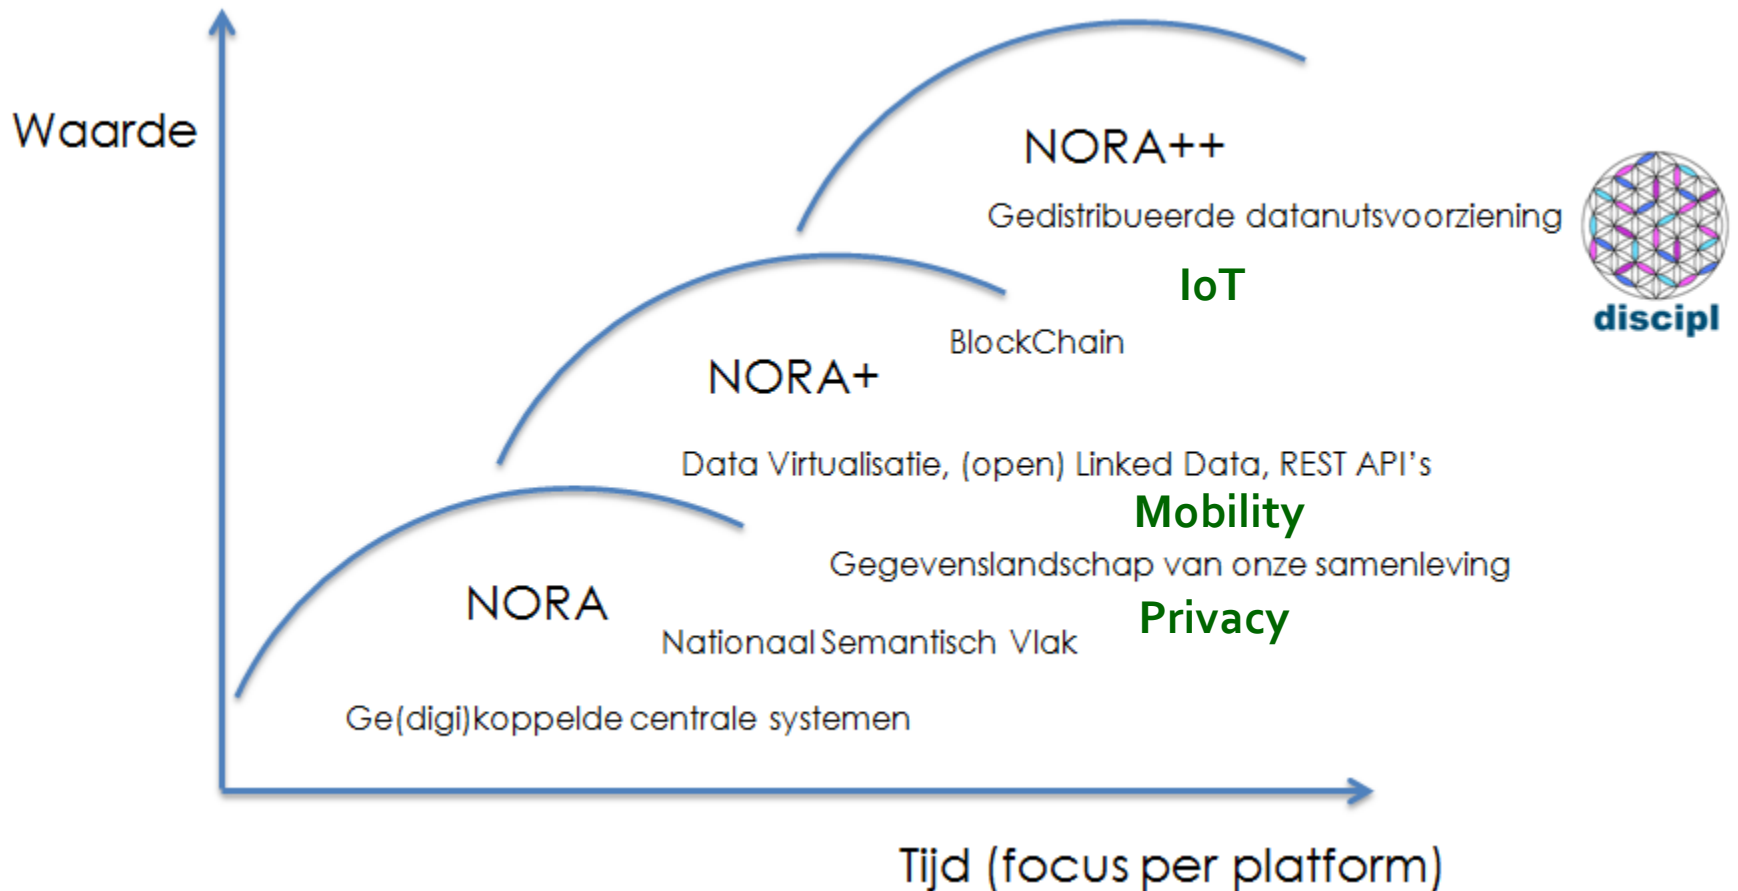 Waarde
NORA++
Gedistribueerde datanutsvoorziening
IoT
discipl
BlockChain
NORA+
Data Virtualisatie, (open) Linked Data, REST API's
Mobility
Gegevenslandschap van onze samenleving
NORA
Privacy
Nationaal Semantisch Vlak
Ge(digi)koppelde centrale systemen
Tijd (focus per platform)